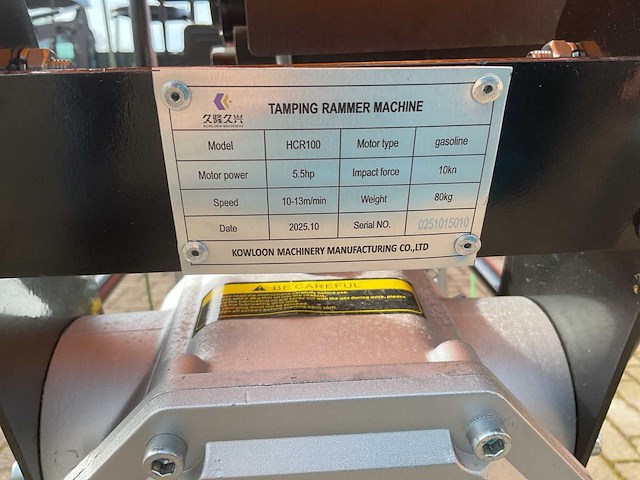 久隆久兴
KOWLOON MACHINERY
TAMPING RAMMER MACHINE
Model HCR100 Motor type gasoline
Motor power 5.5hp Impact force 10kn
Speed 10-13m/min Weight 80kg
Date 2025.10 Serial NO. 0251015010
KOWLOON MACHINERY MANUFACTURING CO.,LTD
BE CAREFUL